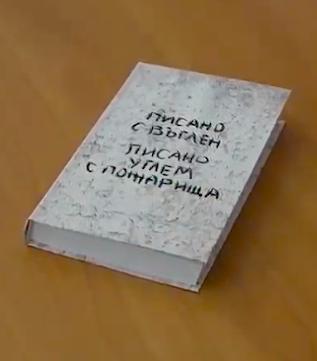 ПИСАНО
С ВЪГЛЕН
ПИСАНО
УГЛЕМ
С ПОЖАРИЩА